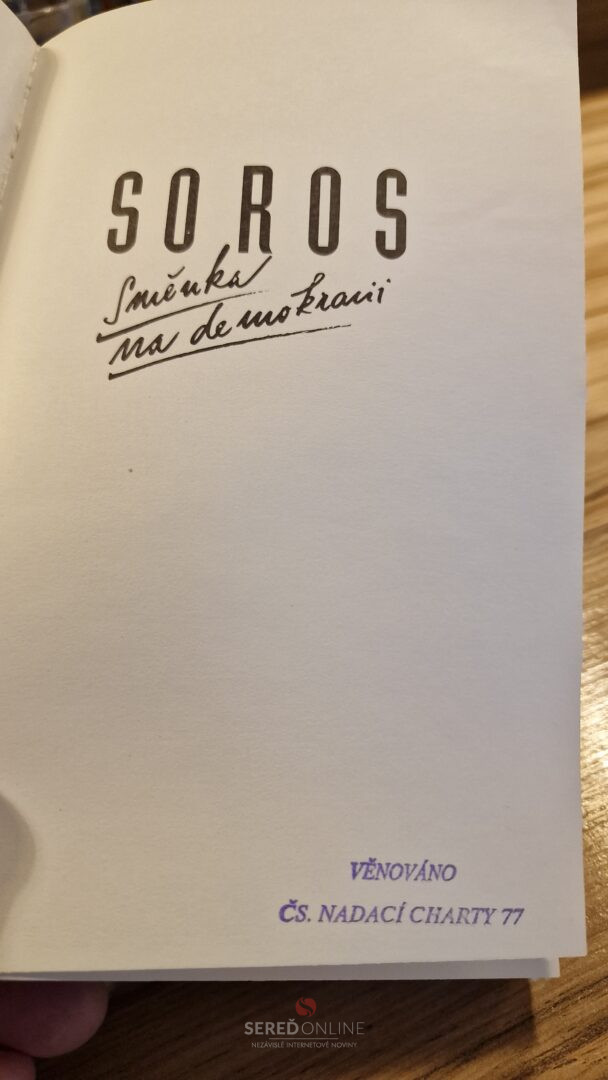 SOROS
Směnka
na demokracii
VĚNOVÁNO
ČS. NADACÍ CHARTY 77
SEREĎONLINE
NEZÁVISLÉ INTERNETOVÉ NOVINY